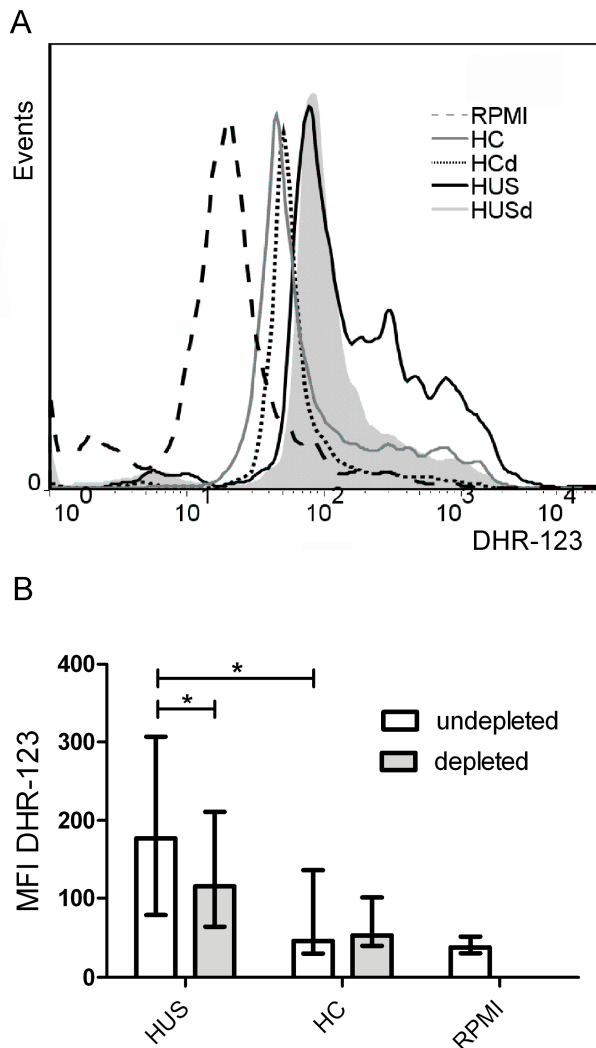 A
Events
RPMI
HC
HCd
HUS
HUSd
0
10 0 10 1 10 2 10 3 10 4
DHR-123
B
400
*
*
300
undepleted
depleted
MFI DHR-123
200
100
0
HUS HC RPMI